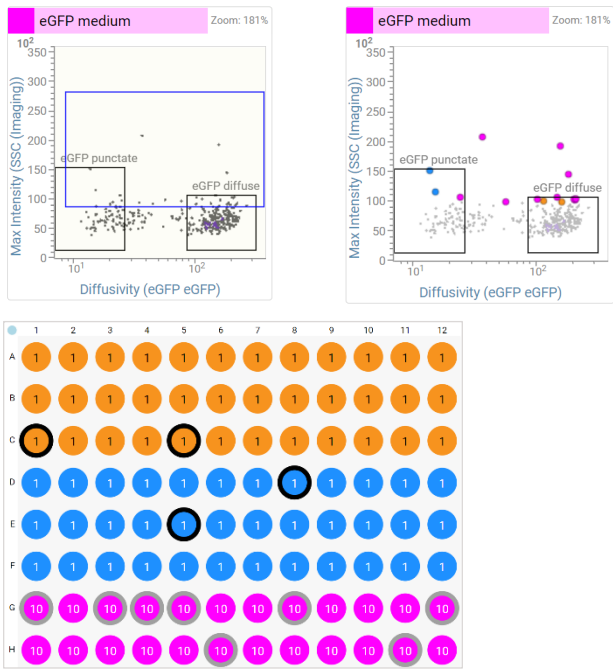 eGFP medium
Zoom: 181%
10²
350
300
250
200
150
100
50
0
Max Intensity (SSC (Imaging))
eGFP punctate
eGFP diffuse
10¹
10²
Diffusivity (eGFP eGFP)
eGFP medium
Zoom: 181%
10²
350
300
250
200
150
100
50
0
Max Intensity (SSC (Imaging))
eGFP punctate
eGFP diffuse
10¹
10²
Diffusivity (eGFP eGFP)
1 2 3 4 5 6 7 8 9 10 11 12
A 1 1 1 1 1 1 1 1 1 1 1 1
B 1 1 1 1 1 1 1 1 1 1 1 1
C 1 1 1 1 1 1 1 1 1 1 1 1
D 1 1 1 1 1 1 1 1 1 1 1 1
E 1 1 1 1 1 1 1 1 1 1 1 1
F 1 1 1 1 1 1 1 1 1 1 1 1
G 10 10 10 10 10 10 10 10 10 10 10 10
H 10 10 10 10 10 10 10 10 10 10 10 10